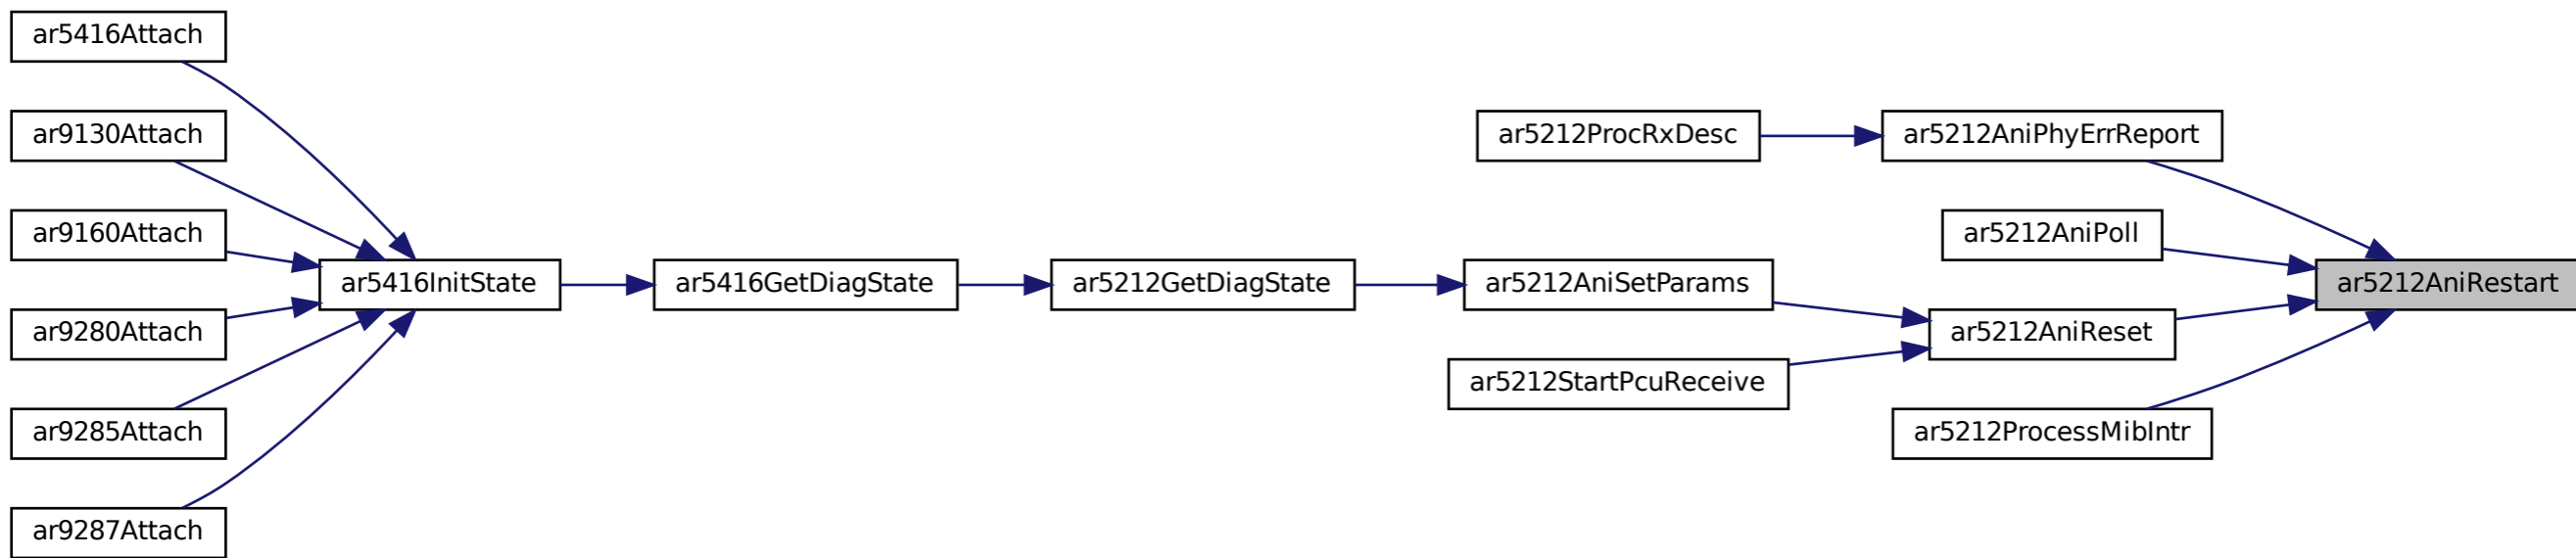 ar5416Attach
ar9130Attach
ar9160Attach
ar9280Attach
ar9285Attach
ar9287Attach
ar5416InitState
ar5416GetDiagState
ar5212GetDiagState
ar5212ProcRxDesc
ar5212AniSetParams
ar5212StartPcuReceive
ar5212AniPhyErrReport
ar5212AniPoll
ar5212AniReset
ar5212ProcessMibIntr
ar5212AniRestart